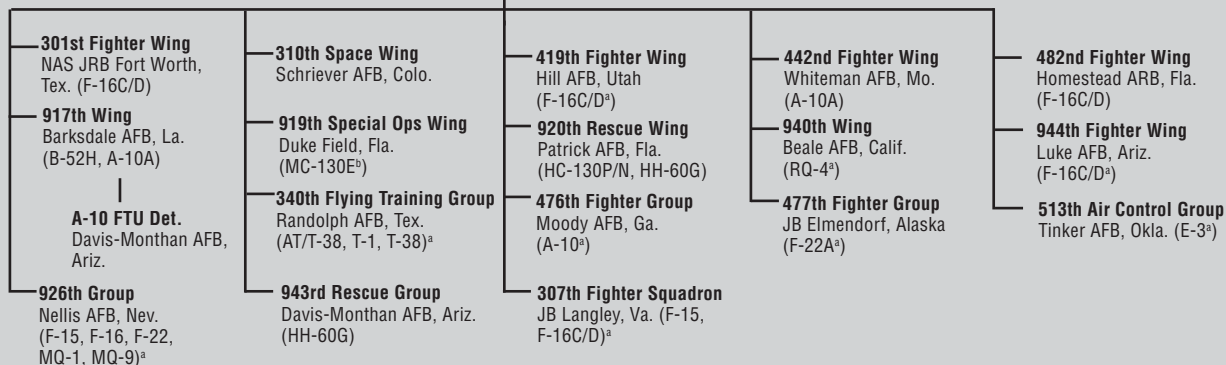 301st Fighter Wing
NAS JRB Fort Worth,
Tex. (F-16C/D)
917th Wing
Barksdale AFB, La.
(B-52H, A-10A)
A-10 FTU Det.
Davis-Monthan AFB,
Ariz.
926th Group
Nellis AFB, Nev.
(F-15, F-16, F-22,
MQ-1, MQ-9)ᵃ
310th Space Wing
Schriever AFB, Colo.
919th Special Ops Wing
Duke Field, Fla.
(MC-130Eᵇ)
340th Flying Training Group
Randolph AFB, Tex.
(AT/T-38, T-1, T-38)ᵃ
943rd Rescue Group
Davis-Monthan AFB, Ariz.
(HH-60G)
419th Fighter Wing
Hill AFB, Utah
(F-16C/Dᵃ)
920th Rescue Wing
Patrick AFB, Fla.
(HC-130P/N, HH-60G)
476th Fighter Group
Moody AFB, Ga.
(A-10ᵃ)
307th Fighter Squadron
JB Langley, Va. (F-15,
F-16C/D)ᵃ
442nd Fighter Wing
Whiteman AFB, Mo.
(A-10A)
940th Wing
Beale AFB, Calif.
(RQ-4ᵃ)
477th Fighter Group
JB Elmendorf, Alaska
(F-22Aᵃ)
482nd Fighter Wing
Homestead ARB, Fla.
(F-16C/D)
944th Fighter Wing
Luke AFB, Ariz.
(F-16C/Dᵃ)
513th Air Control Group
Tinker AFB, Okla. (E-3ᵃ)